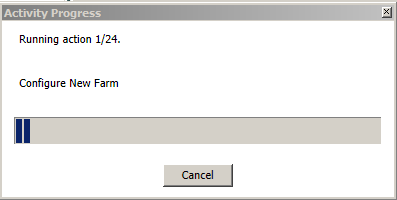 Activity Progress
Running action 1/24.
Configure New Farm
Cancel